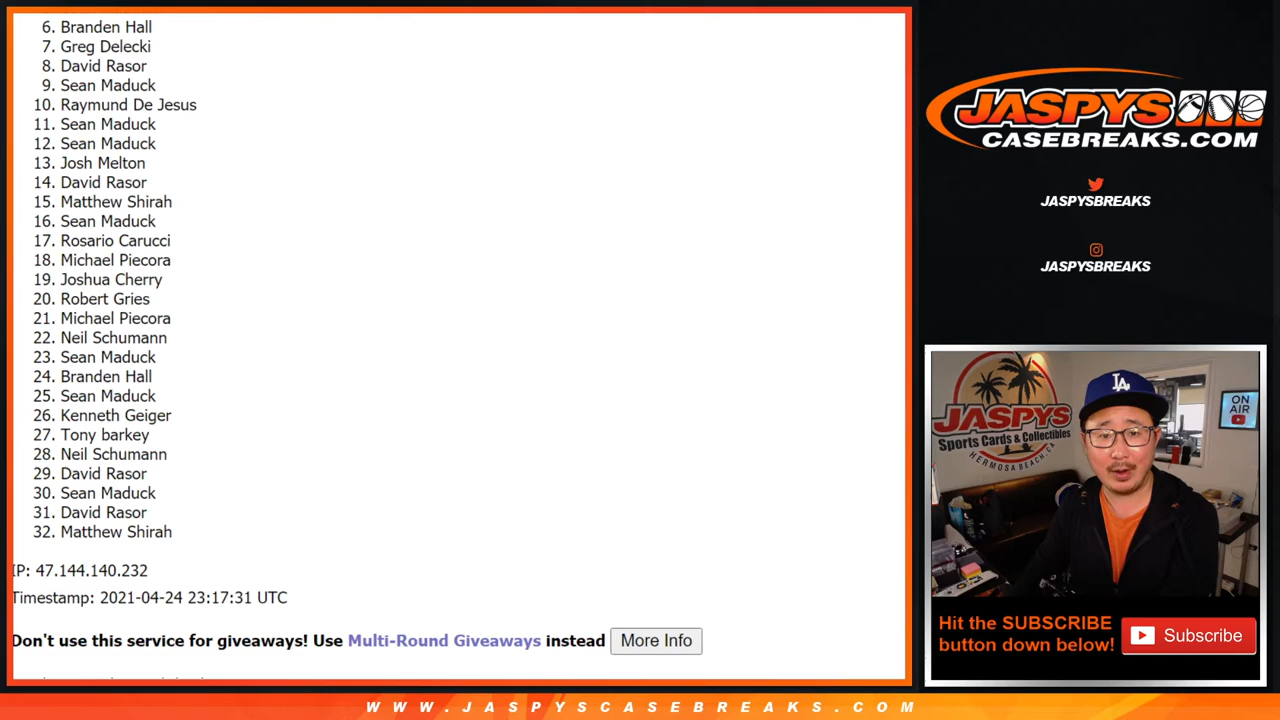 6. Branden Hall
7. Greg Delecki
8. David Rasor
9. Sean Maduck
10. Raymund De Jesus
11. Sean Maduck
12. Sean Maduck
13. Josh Melton
14. David Rasor
15. Matthew Shirah
16. Sean Maduck
17. Rosario Carucci
18. Michael Piecora
19. Joshua Cherry
20. Robert Gries
21. Michael Piecora
22. Neil Schumann
23. Sean Maduck
24. Branden Hall
25. Sean Maduck
26. Kenneth Geiger
27. Tony barkey
28. Neil Schumann
29. David Rasor
30. Sean Maduck
31. David Rasor
32. Matthew Shirah
IP: 47.144.140.232
Timestamp: 2021-04-24 23:17:31 UTC
Don't use this service for giveaways! Use Multi-Round Giveaways instead More Info
JASPYS
CASEBREAKS.COM
JASPYSBREAKS
JASPYSBREAKS
JASPYS
Sports Cards & Collectibles
HERMOSA BEACH, CA
LA
ON
AIR
Hit the SUBSCRIBE
button down below!
Subscribe
WWW.JASPYSCASEBREAKS.COM